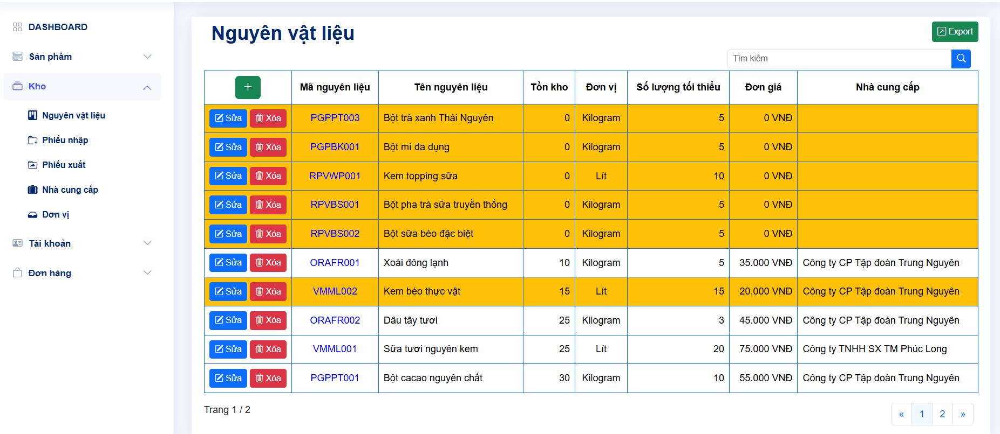 DASHBOARD
Sản phẩm
Kho
Nguyên vật liệu
Phiếu nhập
Phiếu xuất
Nhà cung cấp
Đơn vị
Tài khoản
Đơn hàng
Nguyên vật liệu
Export
Tìm kiếm
+ Mã nguyên liệu Tên nguyên liệu Tồn kho Đơn vị Số lượng tối thiểu Đơn giá Nhà cung cấp
Sửa Xóa PGPPT003 Bột trà xanh Thái Nguyên 0 Kilogram 5 0 VNĐ
Sửa Xóa PGPBK001 Bột mì đa dụng 0 Kilogram 5 0 VNĐ
Sửa Xóa RPVWP001 Kem topping sữa 0 Lít 10 0 VNĐ
Sửa Xóa RPVBS001 Bột pha trà sữa truyền thống 0 Kilogram 5 0 VNĐ
Sửa Xóa RPVBS002 Bột sữa béo đặc biệt 0 Kilogram 5 0 VNĐ
Sửa Xóa ORAFR001 Xoài đông lạnh 10 Kilogram 5 35.000 VNĐ Công ty CP Tập đoàn Trung Nguyên
Sửa Xóa VMML002 Kem béo thực vật 15 Lít 15 20.000 VNĐ Công ty CP Tập đoàn Trung Nguyên
Sửa Xóa ORAFR002 Dâu tây tươi 25 Kilogram 3 45.000 VNĐ Công ty CP Tập đoàn Trung Nguyên
Sửa Xóa VMML001 Sữa tươi nguyên kem 25 Lít 20 75.000 VNĐ Công ty TNHH SX TM Phúc Long
Sửa Xóa PGPPT001 Bột cacao nguyên chất 30 Kilogram 10 55.000 VNĐ Công ty CP Tập đoàn Trung Nguyên
Trang 1 / 2
« 1 2 »